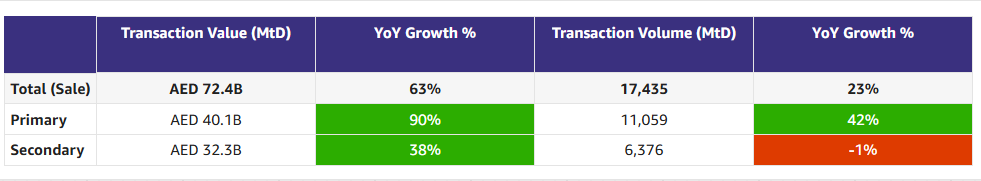 Transaction Value (MtD) YoY Growth % Transaction Volume (MtD) YoY Growth %
Total (Sale) AED 72.4B 63% 17,435 23%
Primary AED 40.1B 90% 11,059 42%
Secondary AED 32.3B 38% 6,376 -1%